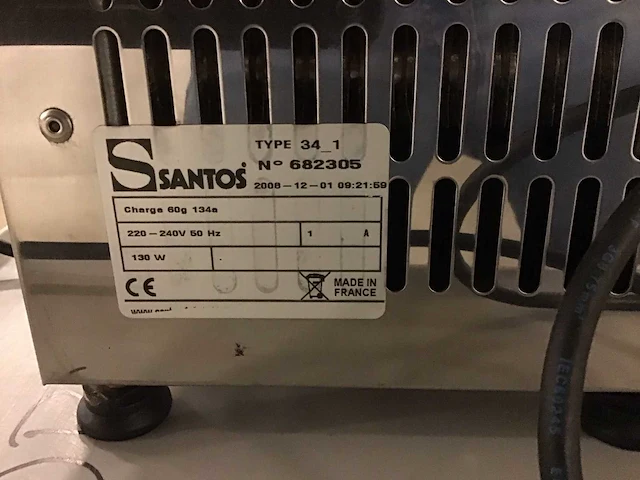 TYPE 34_1
SANTOS®
N° 682305
2008-12-01 09:21:59
Charge 60g 134a
220-240V 50 Hz 1 A
130 W
CE
MADE IN
FRANCE